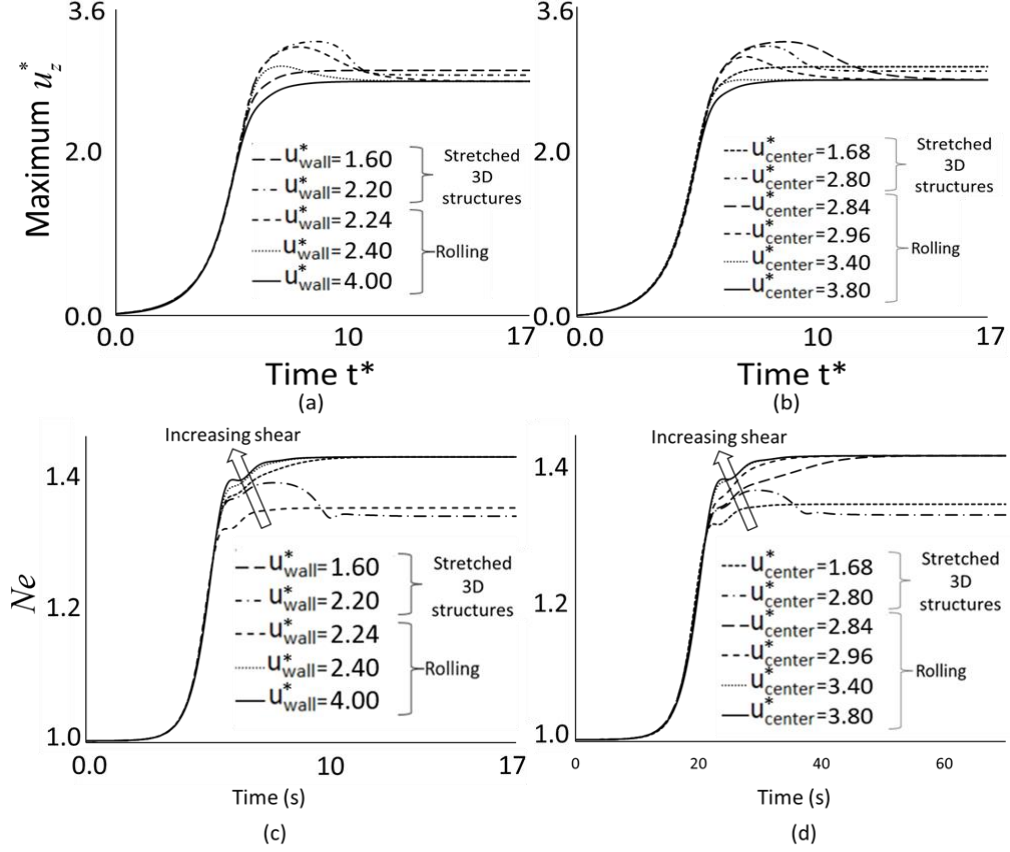 3.6
2.0
0.0
Maximum u*z
u*wall=1.60
u*wall=2.20
u*wall=2.24
u*wall=2.40
u*wall=4.00
Stretched
3D
structures
Rolling
0.0
10
17
Time t*
(a)
3.6
2.0
0.0
u*center=1.68
u*center=2.80
u*center=2.84
u*center=2.96
u*center=3.40
u*center=3.80
Stretched
3D
structures
Rolling
0.0
10
17
Time t*
(b)
Increasing shear
1.4
1.2
1.0
Ne
u*wall=1.60
u*wall=2.20
u*wall=2.24
u*wall=2.40
u*wall=4.00
Stretched
3D
structures
Rolling
0.0
10
17
Time (s)
(c)
Increasing shear
1.4
1.2
1.0
u*center=1.68
u*center=2.80
u*center=2.84
u*center=2.96
u*center=3.40
u*center=3.80
Stretched
3D
structures
Rolling
0
20
40
60
Time (s)
(d)